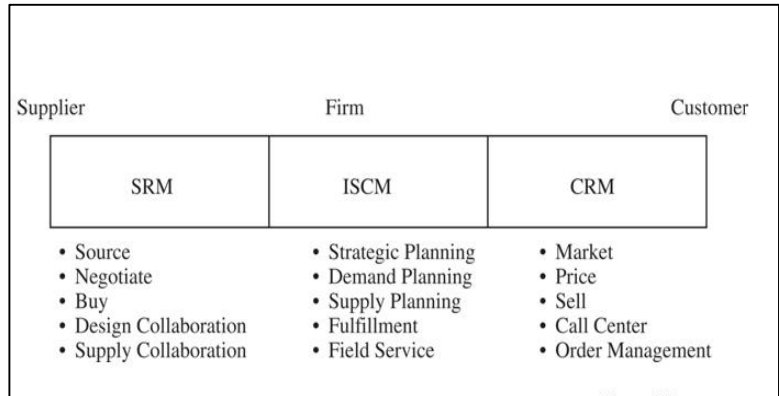 Supplier Firm Customer
SRM ISCM CRM
• Source
• Negotiate
• Buy
• Design Collaboration
• Supply Collaboration
• Strategic Planning
• Demand Planning
• Supply Planning
• Fulfillment
• Field Service
• Market
• Price
• Sell
• Call Center
• Order Management